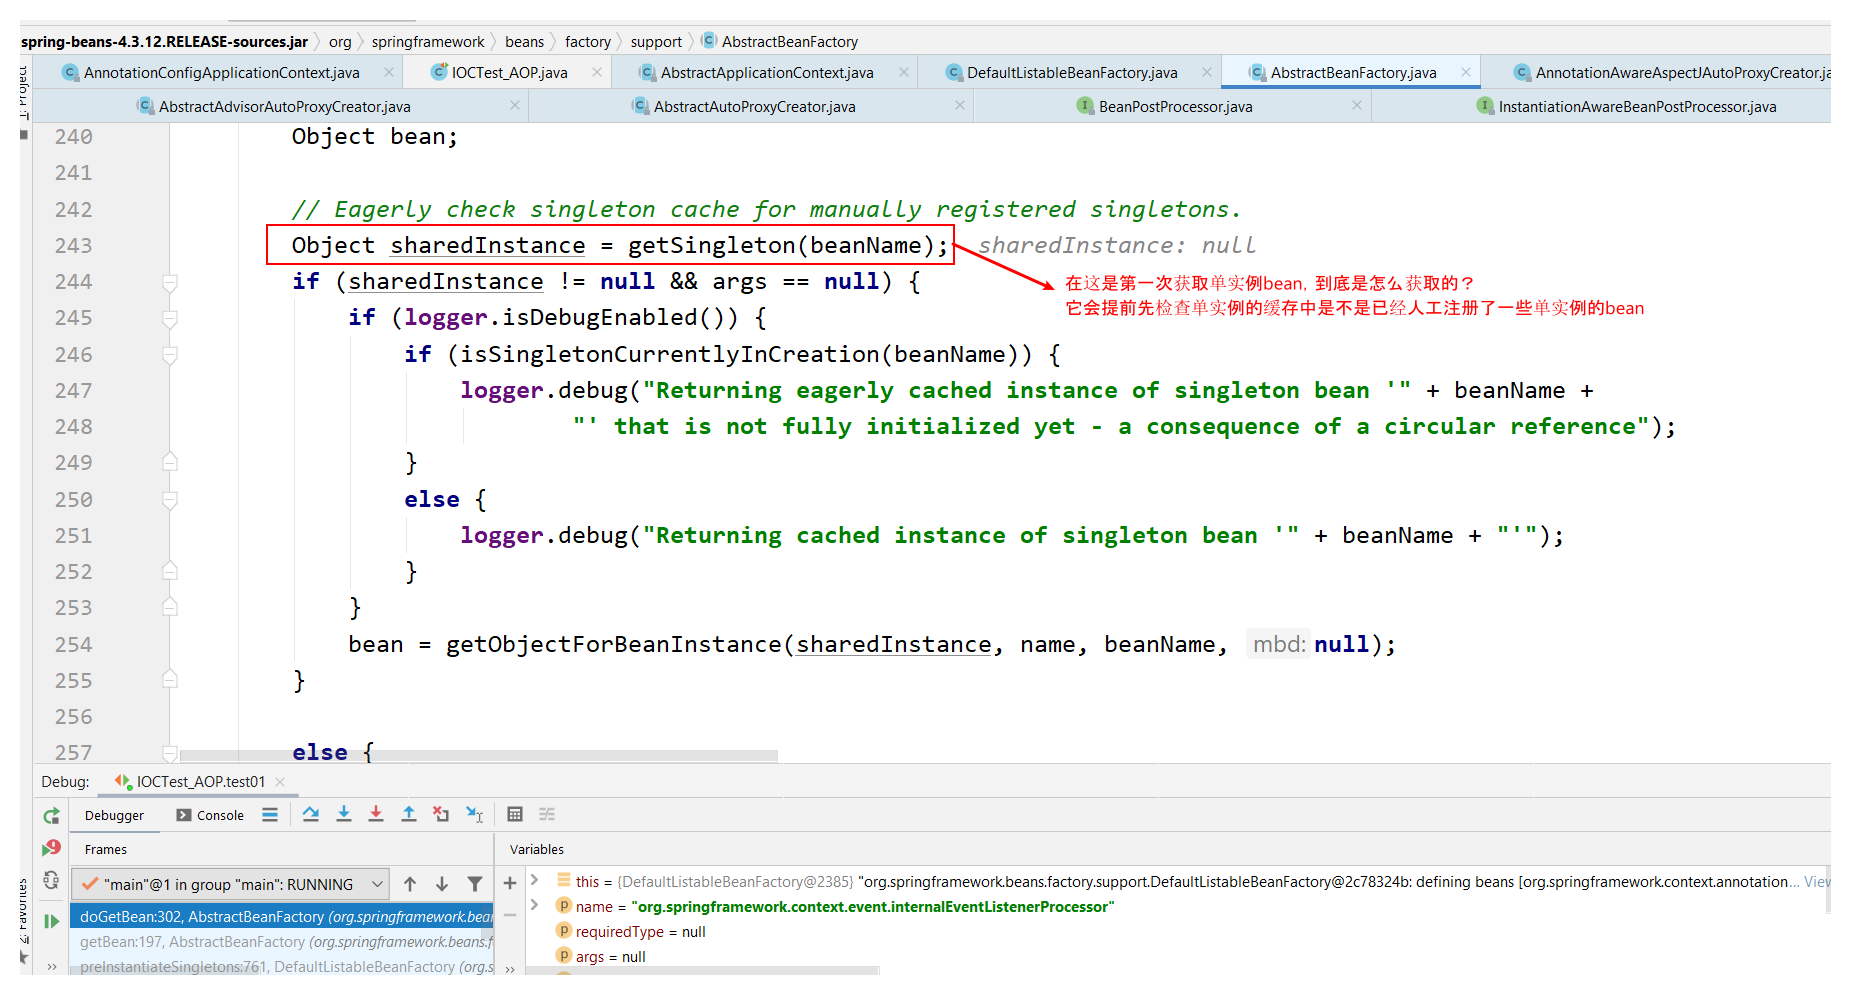 spring-beans-4.3.12.RELEASE-sources.jar org springframework beans factory support AbstractBeanFactory
AnnotationConfigApplicationContext.java IOCTest_AOP.java AbstractApplicationContext.java DefaultListableBeanFactory.java AbstractBeanFactory.java AnnotationAwareAspectJAutoProxyCreator.ja
AbstractAdvisorAutoProxyCreator.java AbstractAutoProxyCreator.java BeanPostProcessor.java InstantiationAwareBeanPostProcessor.java
240 Object bean;
241
242 // Eagerly check singleton cache for manually registered singletons.
243 Object sharedInstance = getSingleton(beanName); sharedInstance: null
在这是第一次获取单实例bean, 到底是怎么获取的？
它会提前先检查单实例的缓存中是不是已经人工注册了一些单实例的bean
244 if (sharedInstance != null && args == null) {
245 if (logger.isDebugEnabled()) {
246 if (isSingletonCurrentlyInCreation(beanName)) {
247 logger.debug("Returning eagerly cached instance of singleton bean '" + beanName +
248 "' that is not fully initialized yet - a consequence of a circular reference");
249 }
250 else {
251 logger.debug("Returning cached instance of singleton bean '" + beanName + "'");
252 }
253 }
254 bean = getObjectForBeanInstance(sharedInstance, name, beanName, mbd: null);
255 }
256
257 else {
Debug: IOCTest_AOP.test01
Debugger Console
Frames Variables
"main"@1 in group "main": RUNNING
this = {DefaultListableBeanFactory@2385} "org.springframework.beans.factory.support.DefaultListableBeanFactory@2c78324b: defining beans [org.springframework.context.annotation... View
name = "org.springframework.context.event.internalEventListenerProcessor"
requiredType = null
args = null
doGetBean:302, AbstractBeanFactory (org.springframework.bean
getBean:197, AbstractBeanFactory (org.springframework.beans.f
preInstantiateSingletons:761, DefaultListableBeanFactory (org.s